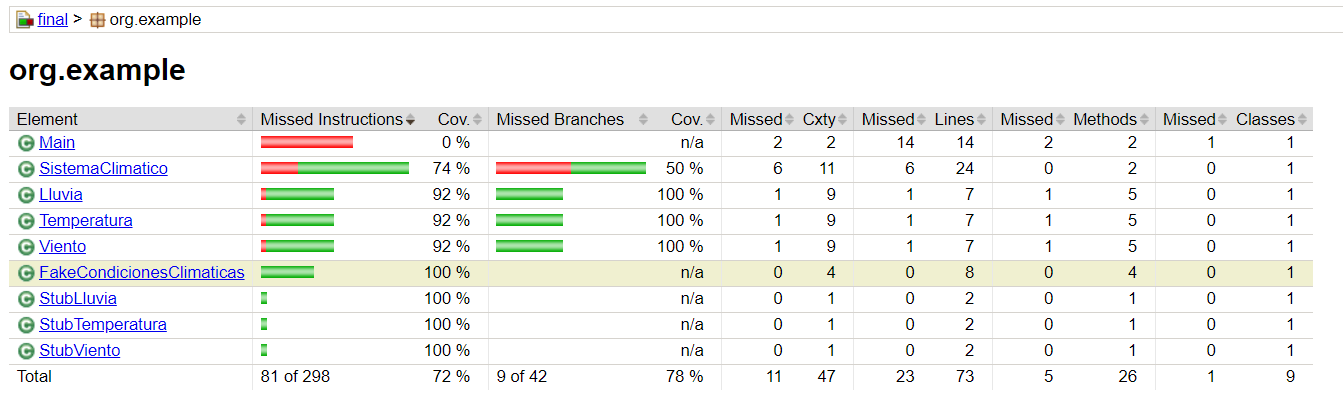 final > org.example
org.example
Element Missed Instructions Cov. Missed Branches Cov. Missed Cxty Missed Lines Missed Methods Missed Classes
Main 0 % n/a 2 2 14 14 2 2 1 1
SistemaClimatico 74 % 50 % 6 11 6 24 0 2 0 1
Lluvia 92 % 100 % 1 9 1 7 1 5 0 1
Temperatura 92 % 100 % 1 9 1 7 1 5 0 1
Viento 92 % 100 % 1 9 1 7 1 5 0 1
FakeCondicionesClimaticas 100 % n/a 0 4 0 8 0 4 0 1
StubLluvia 100 % n/a 0 1 0 2 0 1 0 1
StubTemperatura 100 % n/a 0 1 0 2 0 1 0 1
StubViento 100 % n/a 0 1 0 2 0 1 0 1
Total 81 of 298 72 % 9 of 42 78 % 11 47 23 73 5 26 1 9